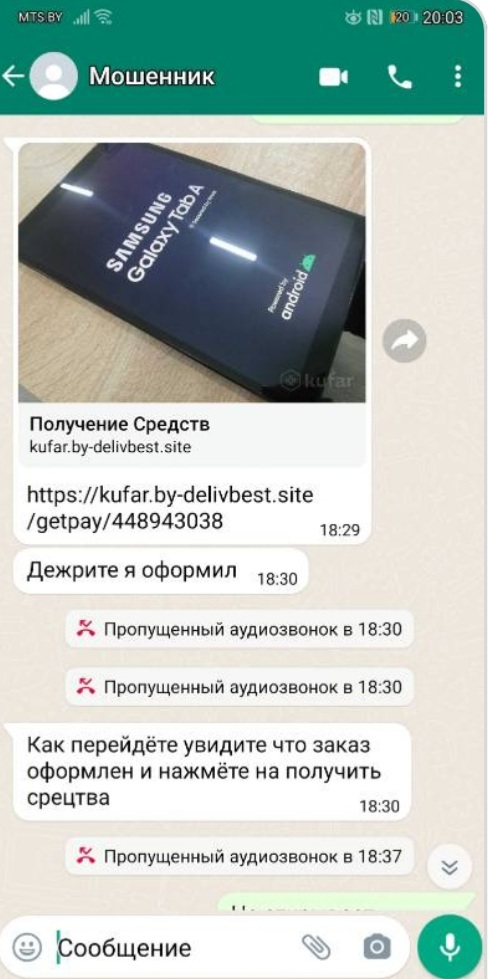 MTS BY 20 20:03
Мошенник
SAMSUNG
Galaxy Tab A
Powered by
android
kufar
Получение Средств
kufar.by-delivbest.site
https://kufar.by-delivbest.site
/getpay/448943038
18:29
Дежрите я оформил 18:30
Пропущенный аудиозвонок в 18:30
Пропущенный аудиозвонок в 18:30
Как перейдёте увидите что заказ
оформлен и нажмёте на получить
срецтва
18:30
Пропущенный аудиозвонок в 18:37
Сообщение